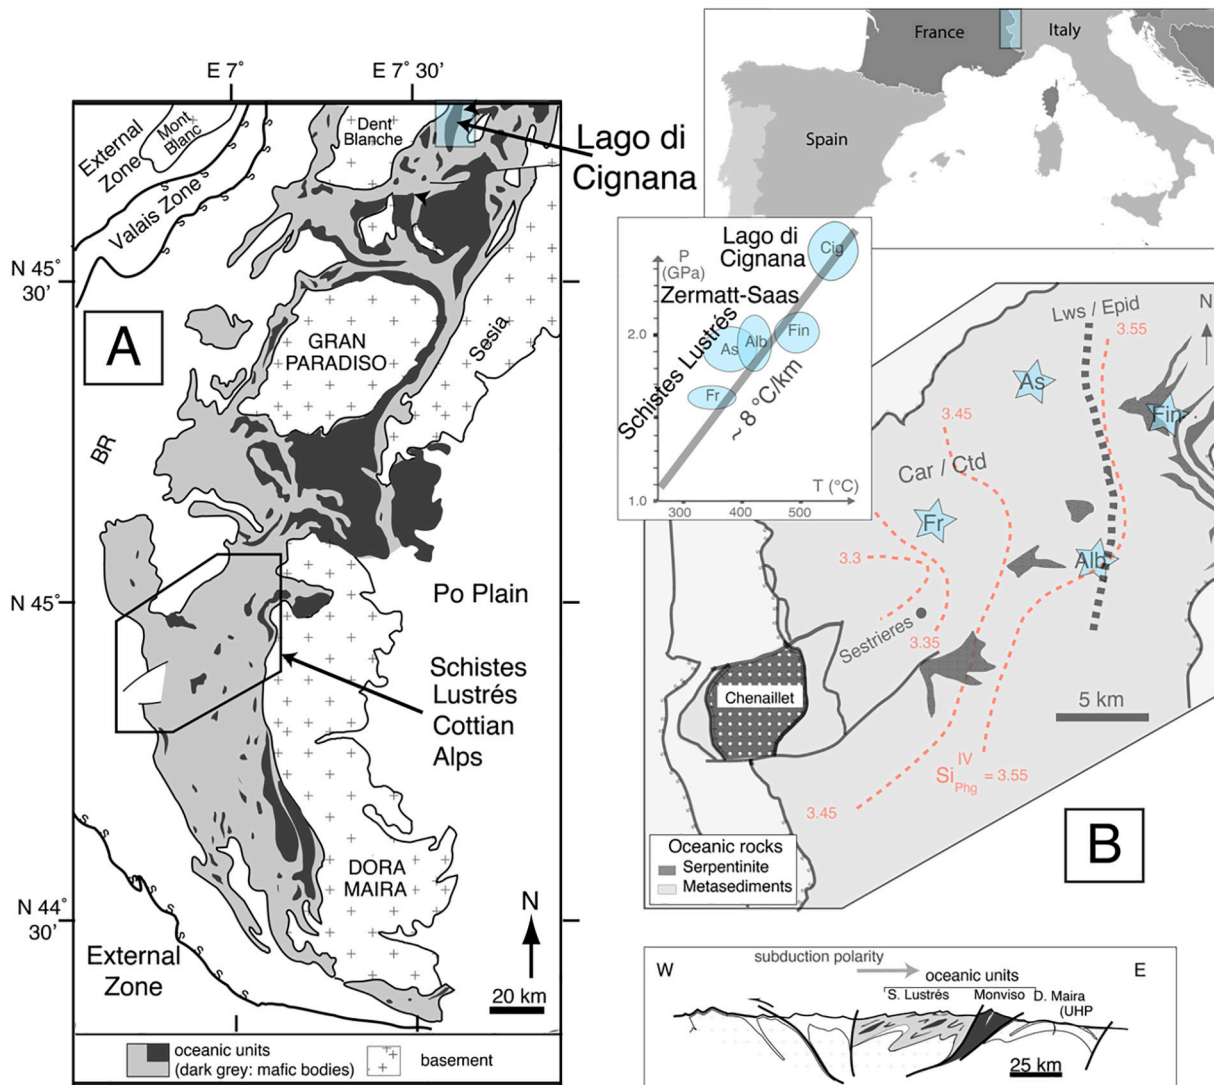 E 7°
E 7° 30'
External
Zone
Mont
Blanc
Valais Zone
Dent
Blanche
Lago di
Cignana
N 45°
30'
A
GRAN
PARADISO
Sesia
BR
N 45°
Po Plain
Schistes
Lustrés
Cottian
Alps
DORA
MAIRA
N 44°
30'
External
Zone
N
20 km
oceanic units
(dark grey: mafic bodies)
basement
France
Italy
Spain
P
(GPa)
Lago di
Cignana
Cig
Zermatt-Saas
Schistes Lustrés
2.0
As
Alb
Fin
Fr
~ 8 °C/km
1.0
T (°C)
300
400
500
Lws / Epid
3.55
N
As
Fin
3.45
Car / Ctd
Fr
Alb
3.3
Sestrieres
3.35
Chenaillet
5 km
IV
Si Phg = 3.55
3.45
B
Oceanic rocks
Serpentinite
Metasediments
W
subduction polarity
oceanic units
E
S. Lustrés
Monviso
D. Maira
(UHP
25 km